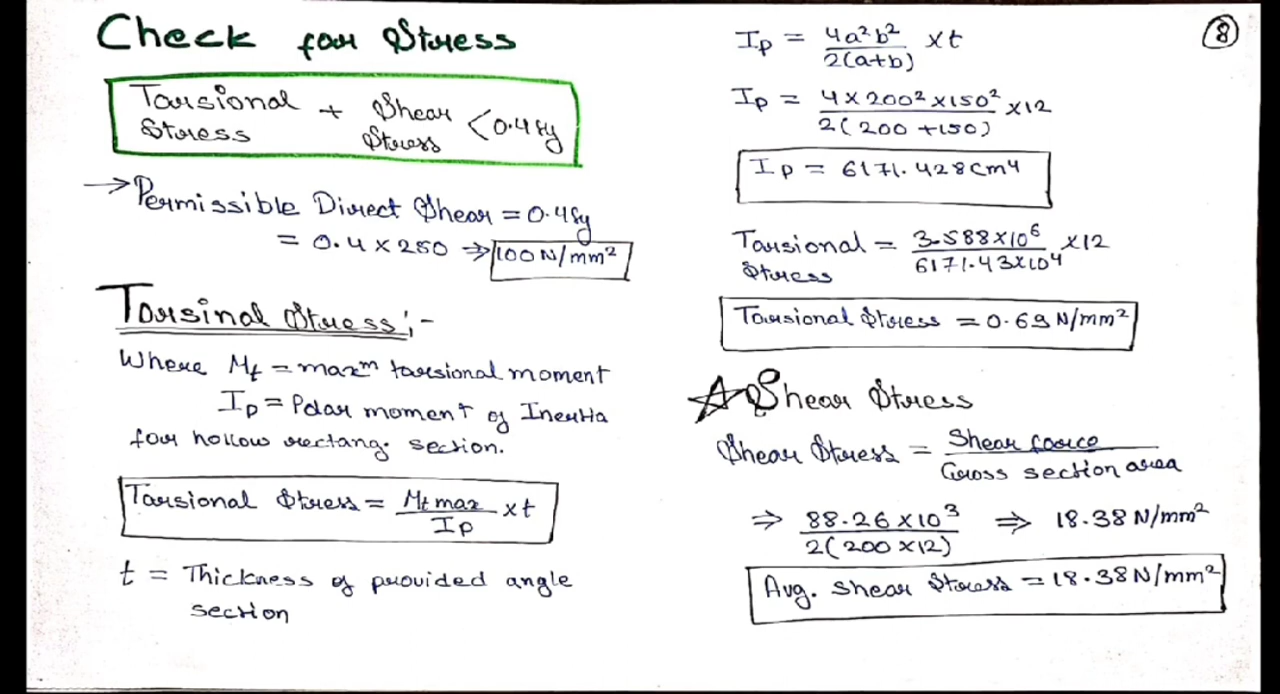 Check for Stress
Torsional Stress + Shear Stress < 0.4fy
→ Permissible Direct Shear = 0.4fy
= 0.4 × 250 ⇒ 100 N/mm²
Torsinal Stress :-
Where Mt = maxᵐ torsional moment
Ip = Polar moment of Inertia
for hollow rectang. section.
Torsional Stress = Mt max / Ip × t
t = Thickness of provided angle
section
8
Ip = 4a²b² / 2(a+b) × t
Ip = 4 × 200² × 150² / 2(200 + 150) × 12
Ip = 6171.428 cm⁴
Torsional Stress = 3.588×10⁶ / 6171.43×10⁴ × 12
Torsional Stress = 0.69 N/mm²
☆ Shear Stress
Shear Stress = Shear force / Cross section area
⇒ 88.26 × 10³ / 2(200 × 12) ⇒ 18.38 N/mm²
Avg. Shear Stress = 18.38 N/mm²